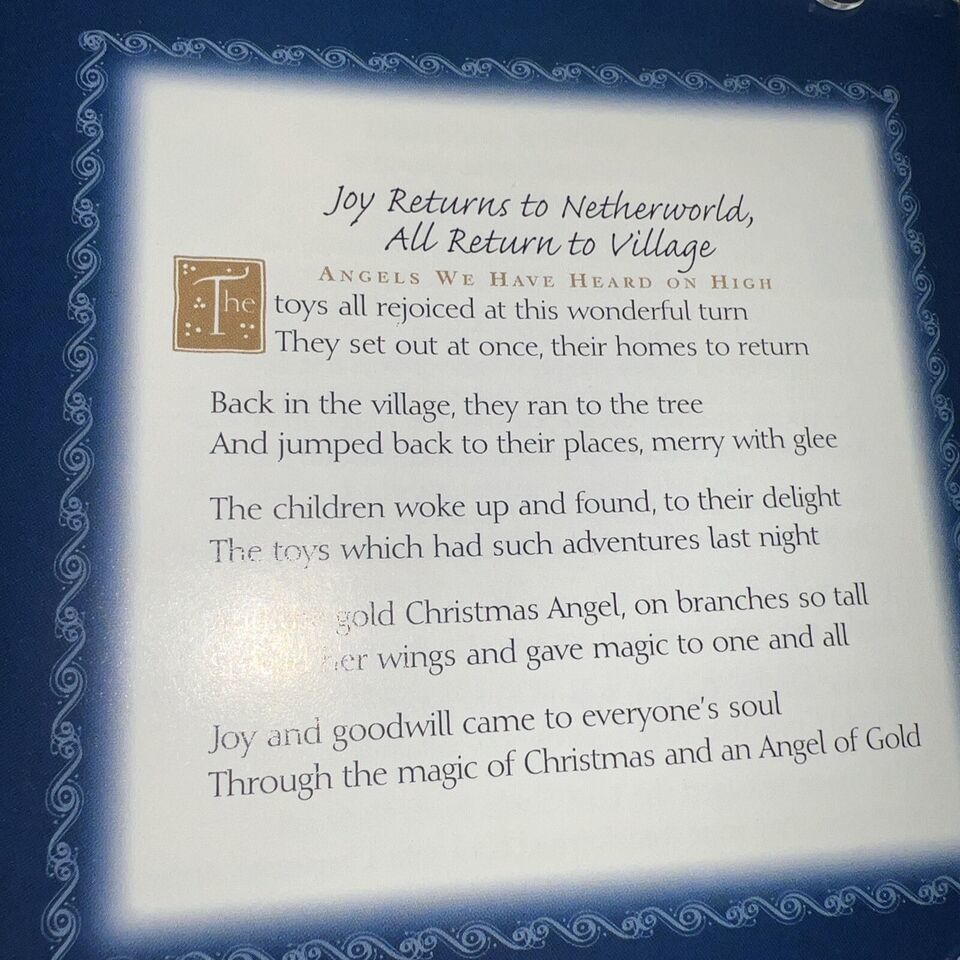 Joy Returns to Netherworld,
All Return to Village
ANGELS WE HAVE HEARD ON HIGH
The toys all rejoiced at this wonderful turn
They set out at once, their homes to return
Back in the village, they ran to the tree
And jumped back to their places, merry with glee
The children woke up and found, to their delight
The toys which had such adventures last night
gold Christmas Angel, on branches so tall
her wings and gave magic to one and all
Joy and goodwill came to everyone's soul
Through the magic of Christmas and an Angel of Gold